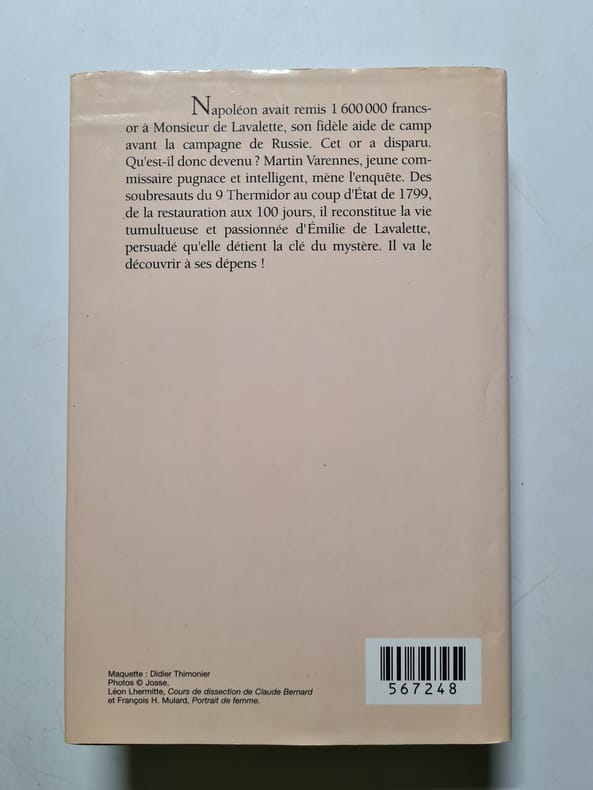 Napoléon avait remis 1 600 000 francs-
or à Monsieur de Lavalette, son fidèle aide de camp
avant la campagne de Russie. Cet or a disparu.
Qu'est-il donc devenu ? Martin Varennes, jeune com-
missaire pugnace et intelligent, mène l'enquête. Des
soubresauts du 9 Thermidor au coup d'État de 1799,
de la restauration aux 100 jours, il reconstitue la vie
tumultueuse et passionnée d'Émilie de Lavalette,
persuadé qu'elle détient la clé du mystère. Il va le
découvrir à ses dépens !
Maquette : Didier Thimonier
Photos © Josse,
Léon Lhermitte, Cours de dissection de Claude Bernard
et François H. Mulard, Portrait de femme.
567248